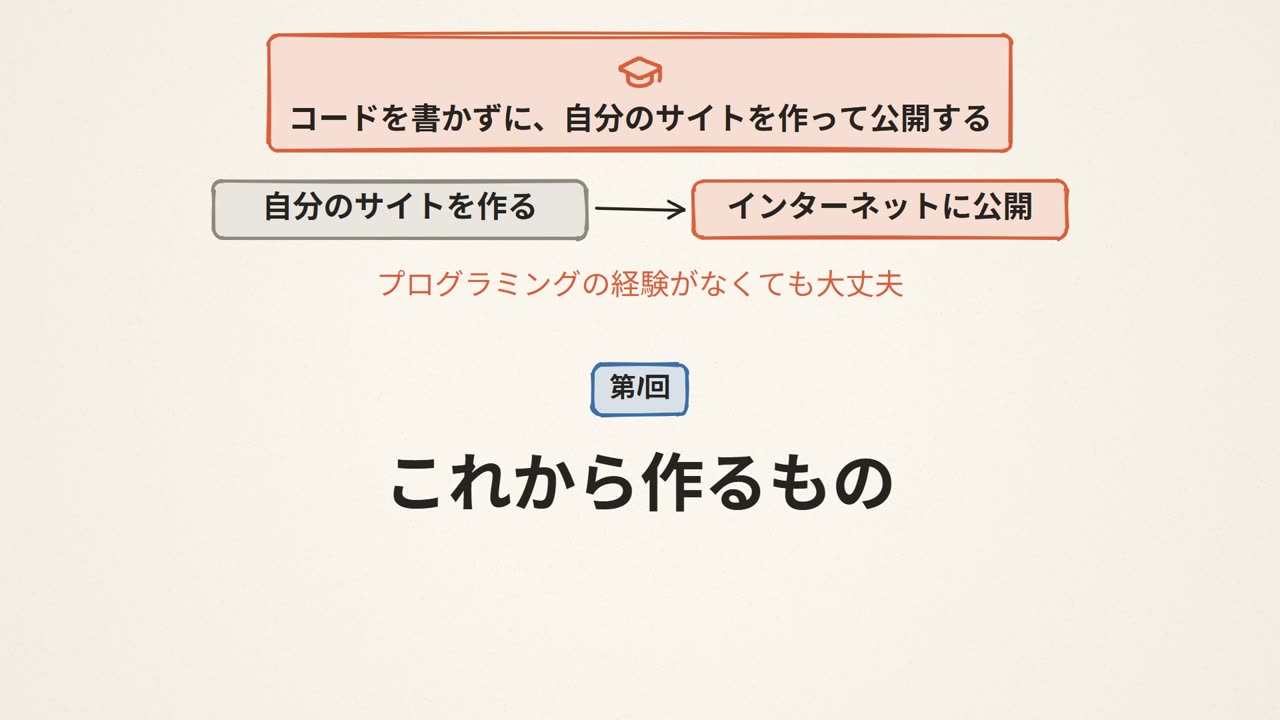 コードを書かずに、自分のサイトを作って公開する
自分のサイトを作る
インターネットに公開
プログラミングの経験がなくても大丈夫
第1回
これから作るもの